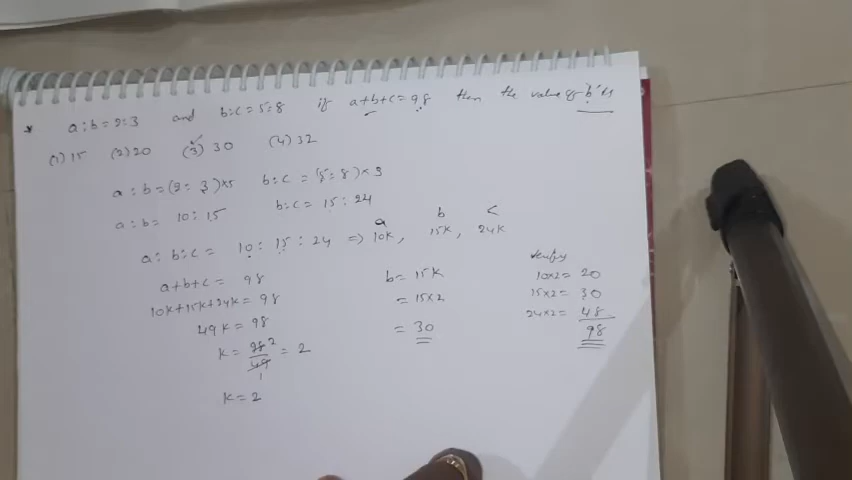 * a:b=2:3 and b:c=5:8 if a+b+c=98 then the value of b is
(1) 15 (2) 20 (3) 30 (4) 32
a:b=(2:3)×5 b:c=(5:8)×3
a:b= 10:15 b:c= 15:24
a b c
a:b:c= 10:15:24 => 10k, 15k, 24k
a+b+c= 98
10k+15k+24k=98
49k=98
k= 98 2 / 49 1 = 2
k=2
b=15k
=15×2
=30
Verify
10×2=20
15×2=30
24×2=48
98